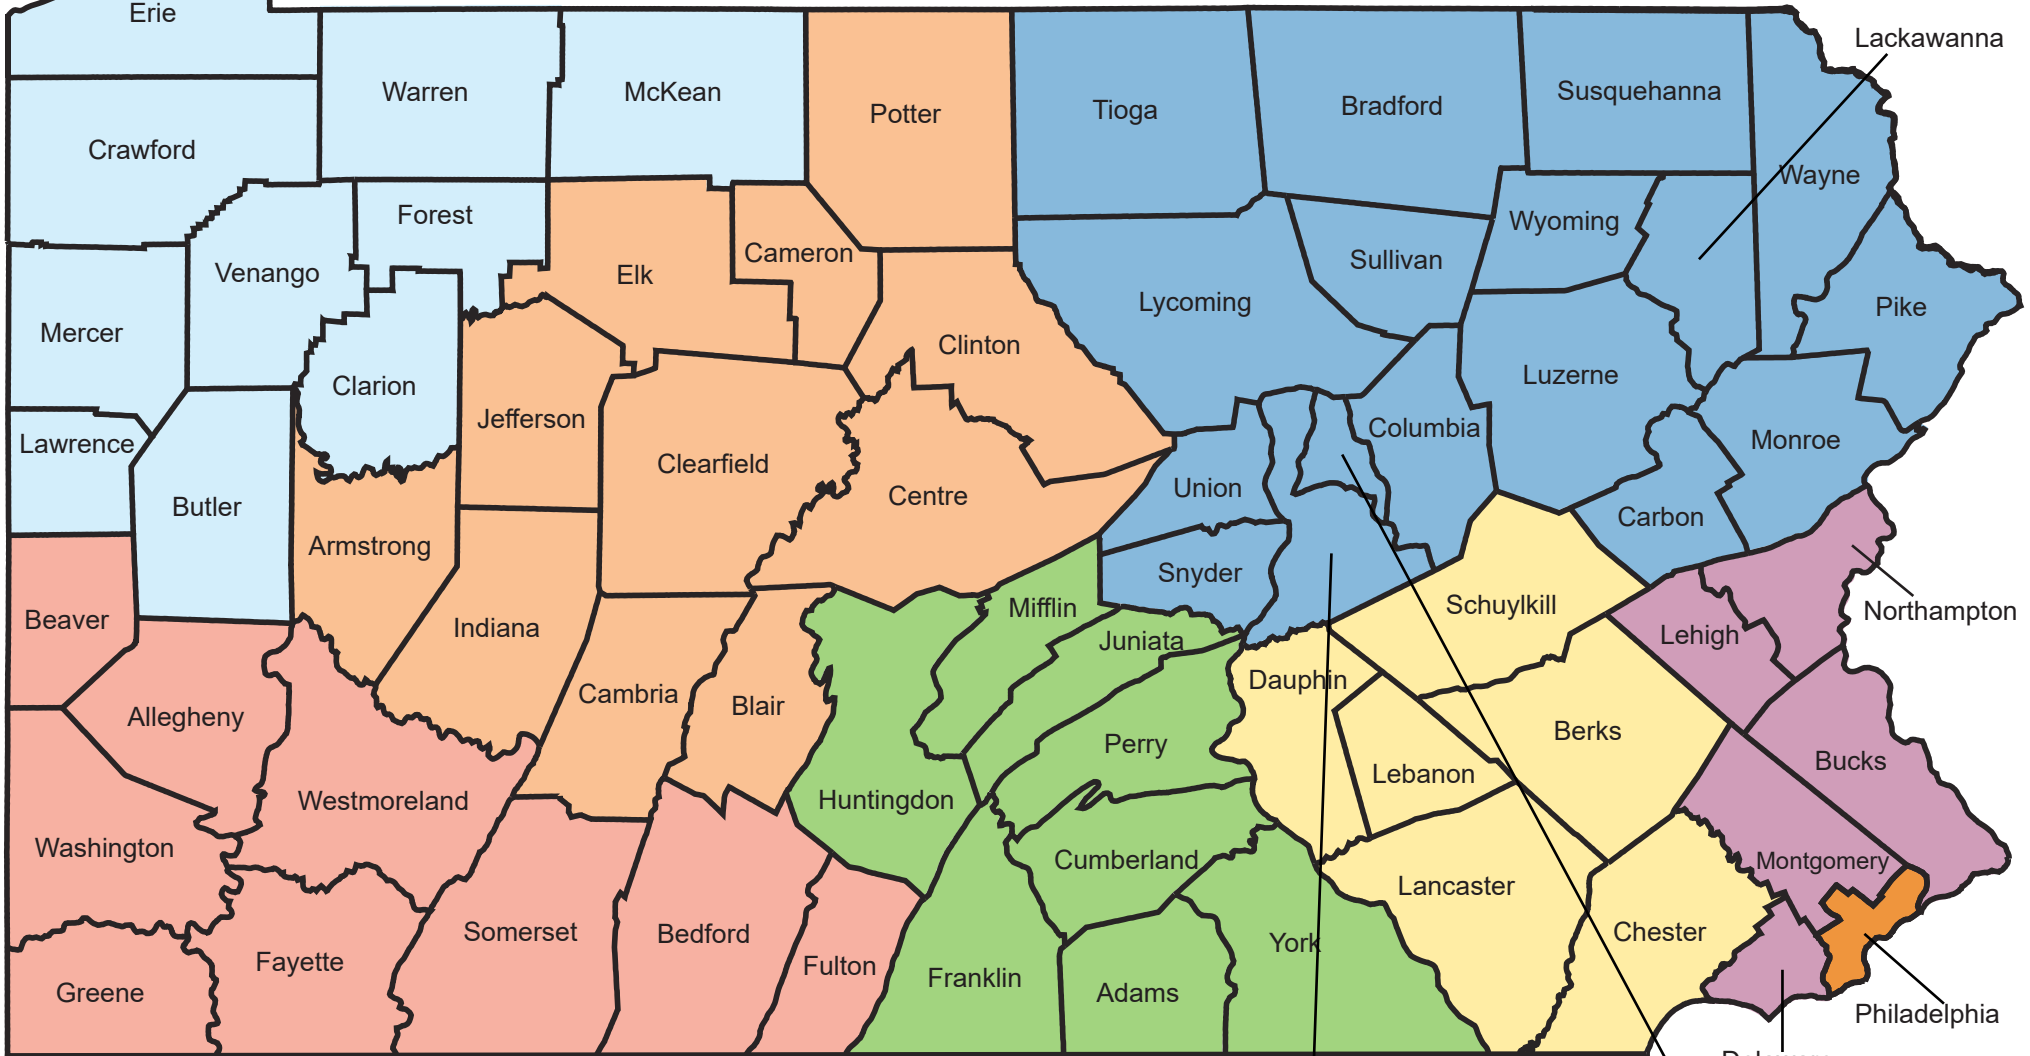 Erie
Lackawanna
Warren
McKean
Potter
Tioga
Bradford
Susquehanna
Crawford
Wayne
Forest
Wyoming
Venango
Elk
Cameron
Sullivan
Lycoming
Pike
Mercer
Clinton
Clarion
Luzerne
Jefferson
Columbia
Monroe
Lawrence
Clearfield
Centre
Union
Butler
Carbon
Armstrong
Snyder
Schuylkill
Mifflin
Northampton
Beaver
Indiana
Juniata
Lehigh
Dauphin
Cambria
Blair
Allegheny
Perry
Berks
Bucks
Lebanon
Westmoreland
Huntingdon
Washington
Cumberland
Montgomery
Lancaster
Somerset
Bedford
Chester
York
Fayette
Fulton
Franklin
Greene
Adams
Philadelphia